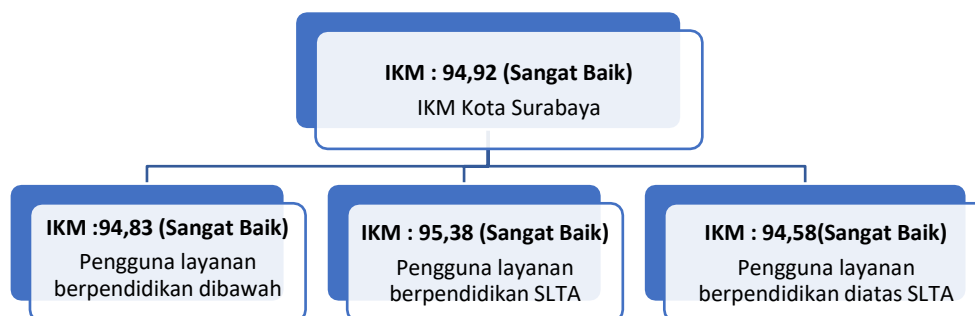 IKM : 94,92 (Sangat Baik)
IKM Kota Surabaya
IKM :94,83 (Sangat Baik)
Pengguna layanan
berpendidikan dibawah
IKM : 95,38 (Sangat Baik)
Pengguna layanan
berpendidikan SLTA
IKM : 94,58(Sangat Baik)
Pengguna layanan
berpendidikan diatas SLTA